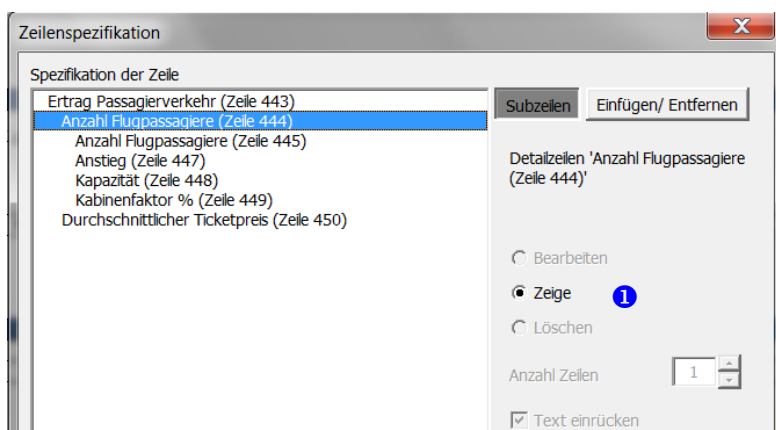 Zeilenspezifikation
X
Spezifikation der Zeile
Ertrag Passagierverkehr (Zeile 443)
Anzahl Flugpassagiere (Zeile 444)
Anzahl Flugpassagiere (Zeile 445)
Anstieg (Zeile 447)
Kapazität (Zeile 448)
Kabinenfaktor % (Zeile 449)
Durchschnittlicher Ticketpreis (Zeile 450)
Subzeilen Einfügen/ Entfernen
Detailzeilen 'Anzahl Flugpassagiere
(Zeile 444)'
Bearbeiten
Zeige 1
Löschen
Anzahl Zeilen 1
Text einrücken